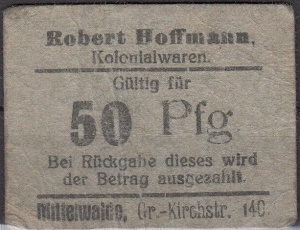 Robert Hoffmann,
Kolonialwaren.
Gültig für
50 Pfg
Bei Rückgabe dieses wird
der Betrag ausgezahlt.
Mittelwalde, Gr.-Kirchstr. 140